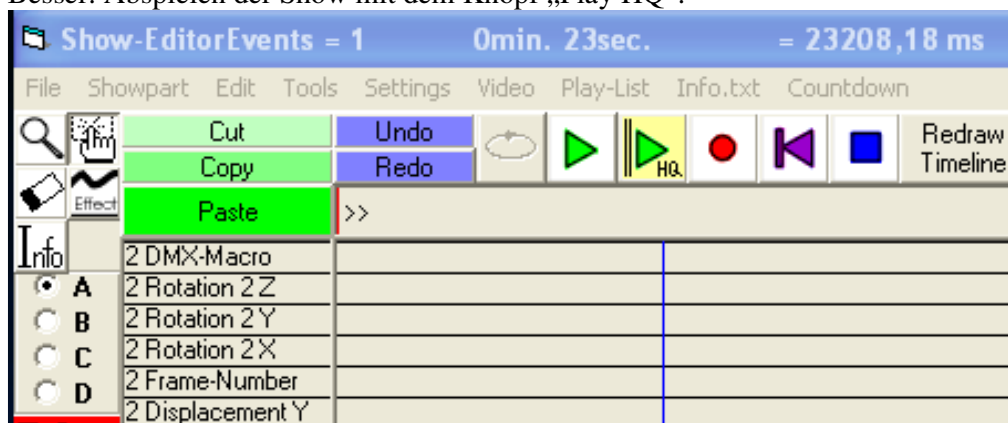 Besser: Abspielen der Show mit dem Knopf „Play HQ“.
Show-EditorEvents = 1 0min. 23sec. = 23208,18 ms
File Showpart Edit Tools Settings Video Play-List Info.txt Countdown
Cut Undo
Copy Redo
HQ
Redraw
Timeline
Effect
Paste >>
Info
2 DMX-Macro
A 2 Rotation 2 Z
B 2 Rotation 2 Y
C 2 Rotation 2 X
D 2 Frame-Number
2 Displacement Y